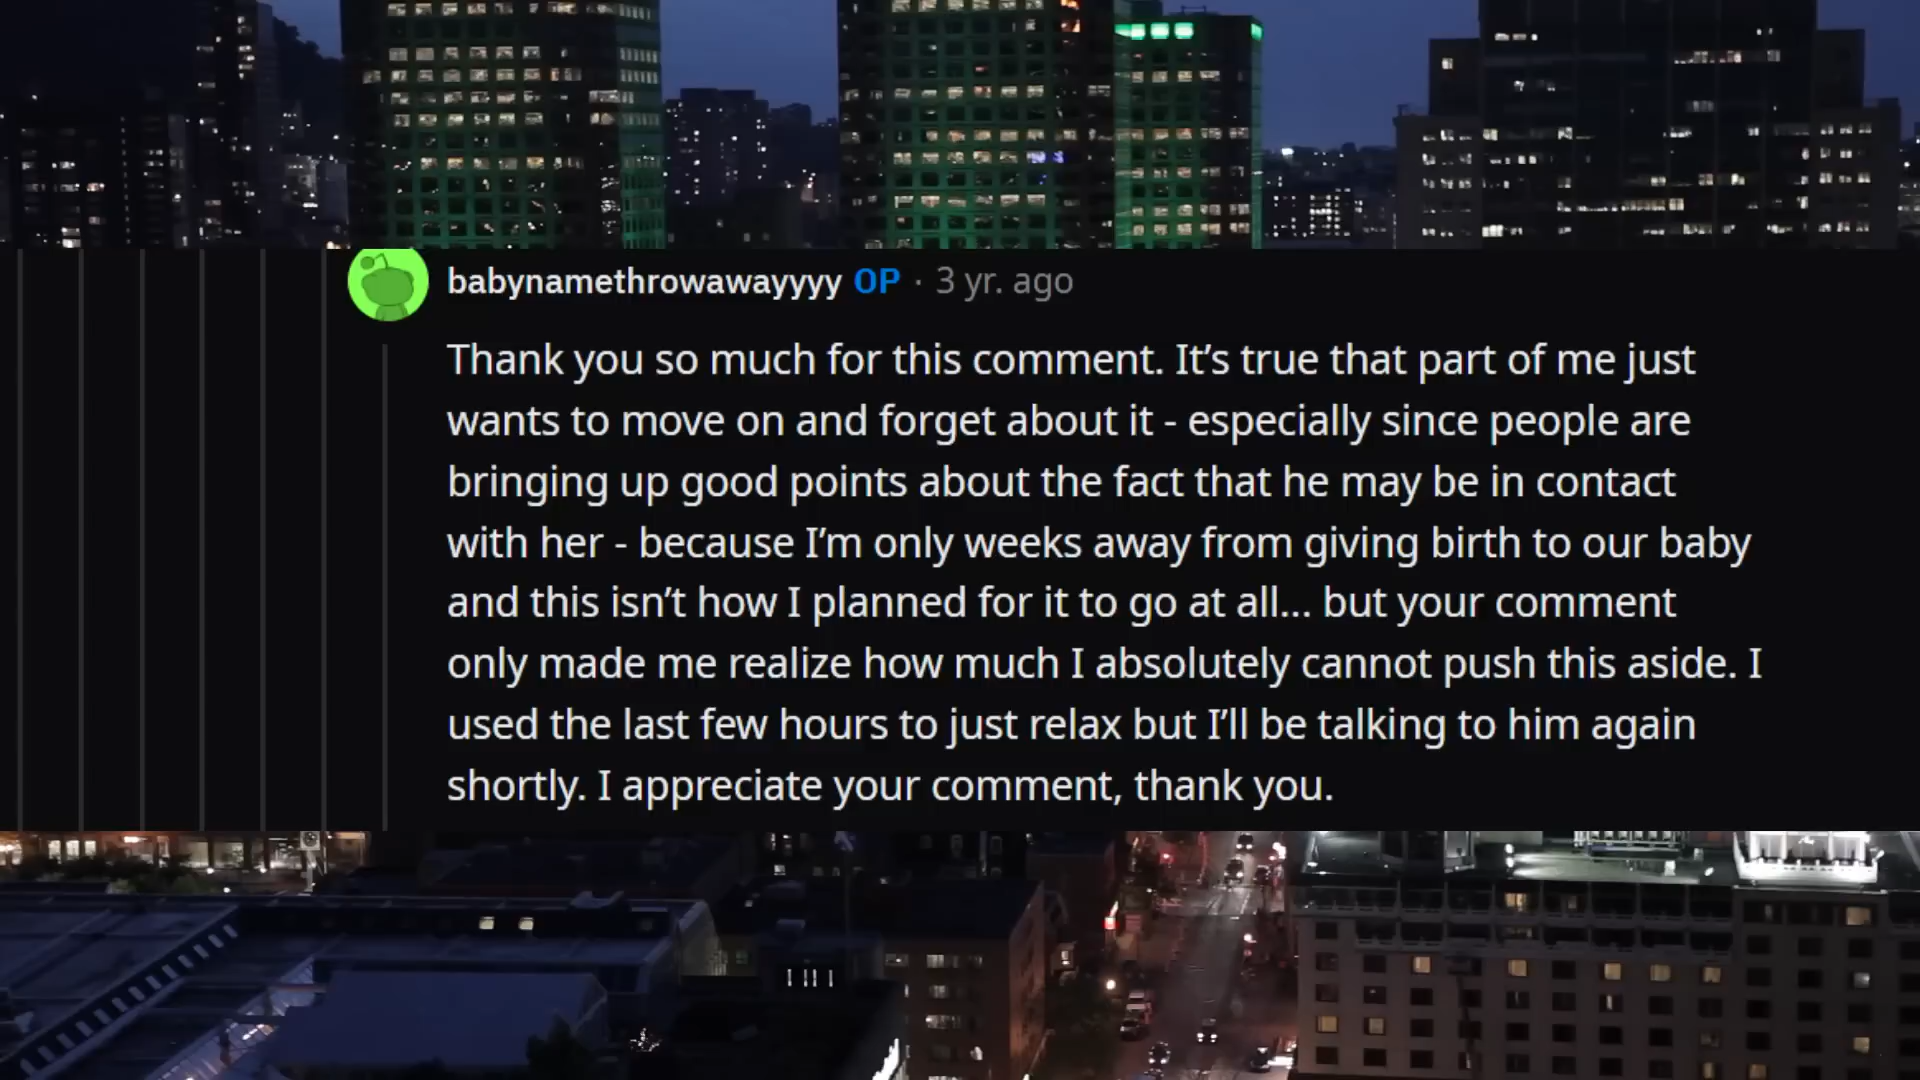 babynamethrowawayyyy OP · 3 yr. ago
Thank you so much for this comment. It’s true that part of me just
wants to move on and forget about it - especially since people are
bringing up good points about the fact that he may be in contact
with her - because I’m only weeks away from giving birth to our baby
and this isn’t how I planned for it to go at all... but your comment
only made me realize how much I absolutely cannot push this aside. I
used the last few hours to just relax but I’ll be talking to him again
shortly. I appreciate your comment, thank you.